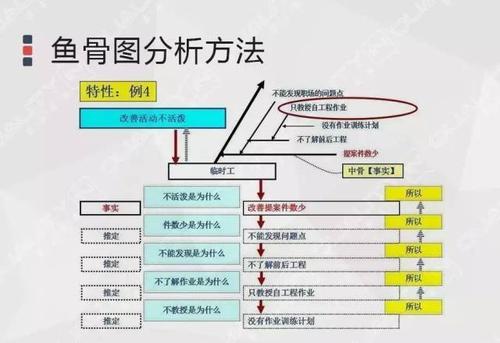 鱼骨图分析方法
特性：例4
改善活动不活泼
不能发现职场的问题点
只教授自工程作业
没有作业训练计划
不了解前后工程
提案件数少
临时工
中骨【事实】
不活泼是为什么
所以
事实
改善提案件数少
件数少是为什么
所以
推定
不能发现问题点
不能发现是为什么
所以
推定
不了解前后工程
不了解作业是为什么
所以
推定
只教授自工程作业
不教授是为什么
所以
推定
没有作业训练计划